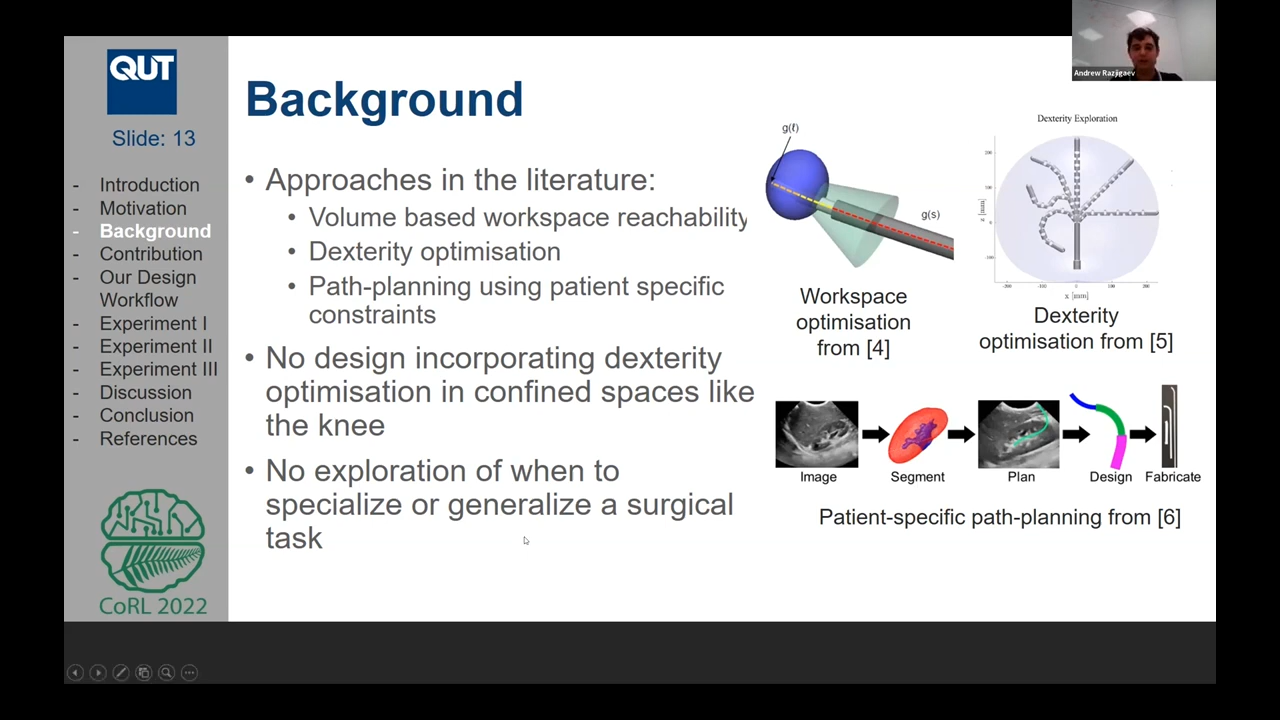 QUT
Slide: 13
- Introduction
- Motivation
- Background
- Contribution
- Our Design
Workflow
- Experiment I
- Experiment II
- Experiment III
- Discussion
- Conclusion
- References
CoRL 2022
Background
• Approaches in the literature:
• Volume based workspace reachability
• Dexterity optimisation
• Path-planning using patient specific
constraints
• No design incorporating dexterity
optimisation in confined spaces like
the knee
• No exploration of when to
specialize or generalize a surgical
task
g(ℓ)
g(s)
Workspace
optimisation
from [4]
Dexterity Exploration
z [mm]
x [mm]
Dexterity
optimisation from [5]
Image
Segment
Plan
Design
Fabricate
Patient-specific path-planning from [6]
Andrew Razjigaev